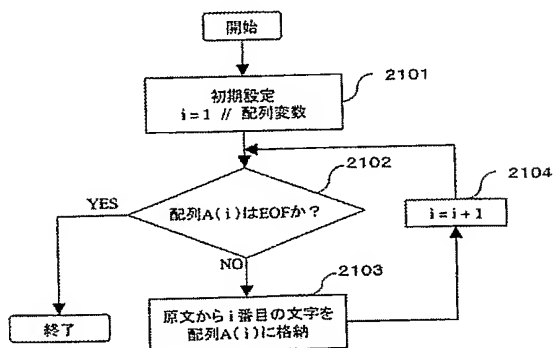 開始
2101
初期設定
i=1 // 配列変数
2102
2104
YES
配列A(i)はEOFか？
i=i+1
NO
2103
原文からi番目の文字を
配列A(i)に格納
終了